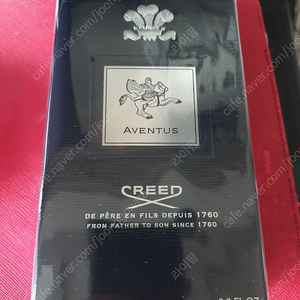 AVENTUS
CREED
DE PÈRE EN FILS DEPUIS 1760
FROM FATHER TO SON SINCE 1760